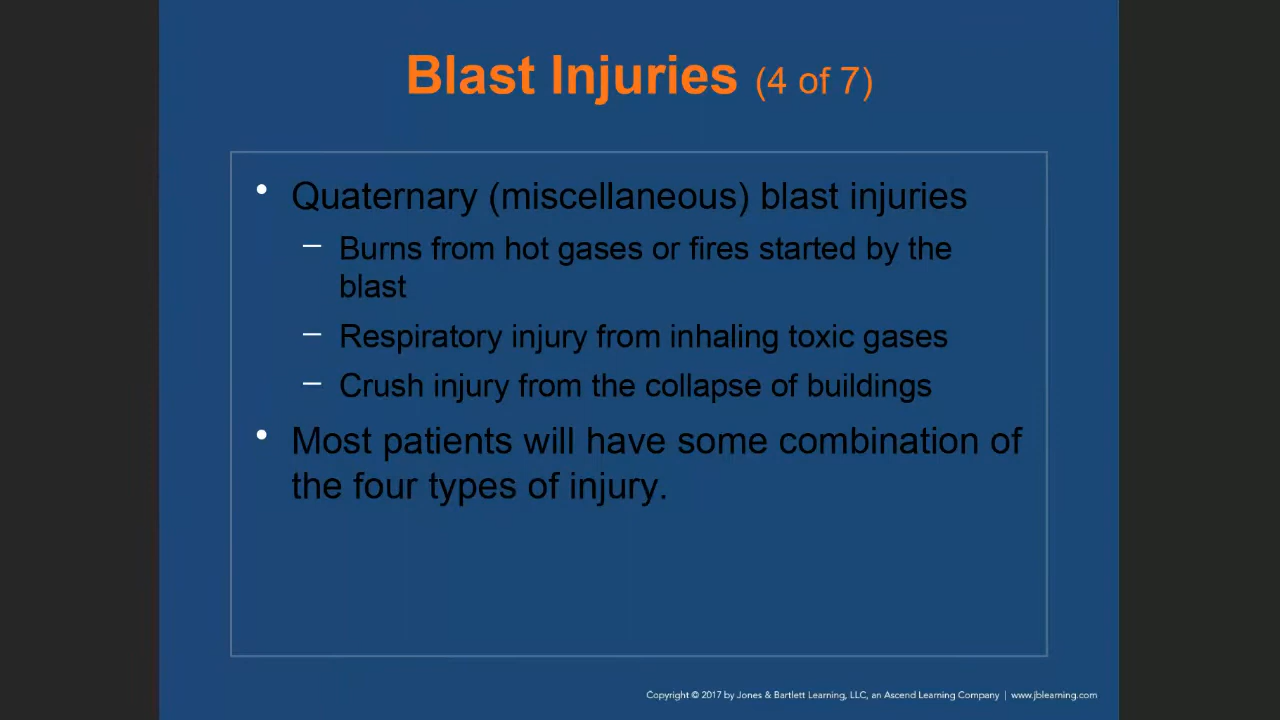 Blast Injuries (4 of 7)
• Quaternary (miscellaneous) blast injuries
– Burns from hot gases or fires started by the
blast
– Respiratory injury from inhaling toxic gases
– Crush injury from the collapse of buildings
• Most patients will have some combination of
the four types of injury.
Copyright © 2017 by Jones & Bartlett Learning, LLC, an Ascend Learning Company | www.jblearning.com